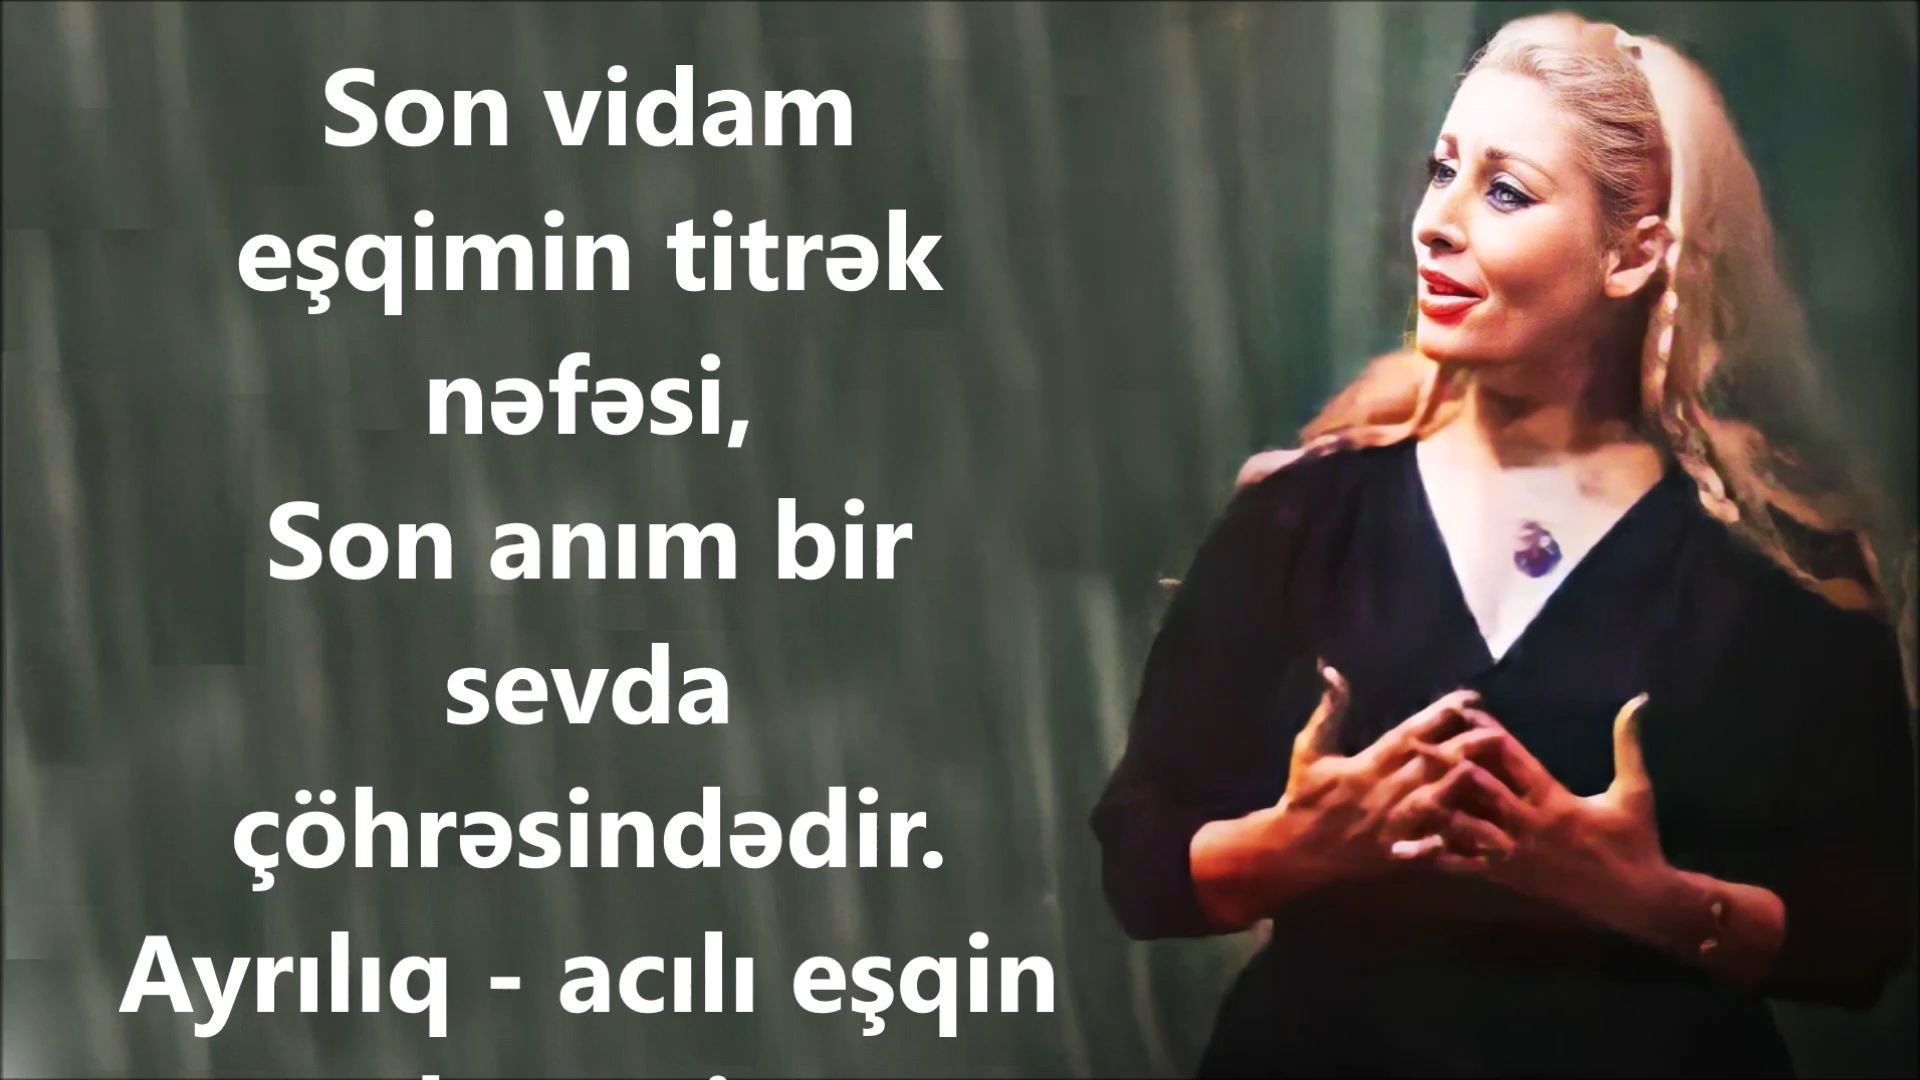 Son vidam
eşqimin titrək
nəfəsi,
Son anım bir
sevda
çöhrəsindədir.
Ayrılıq - acılı eşqin